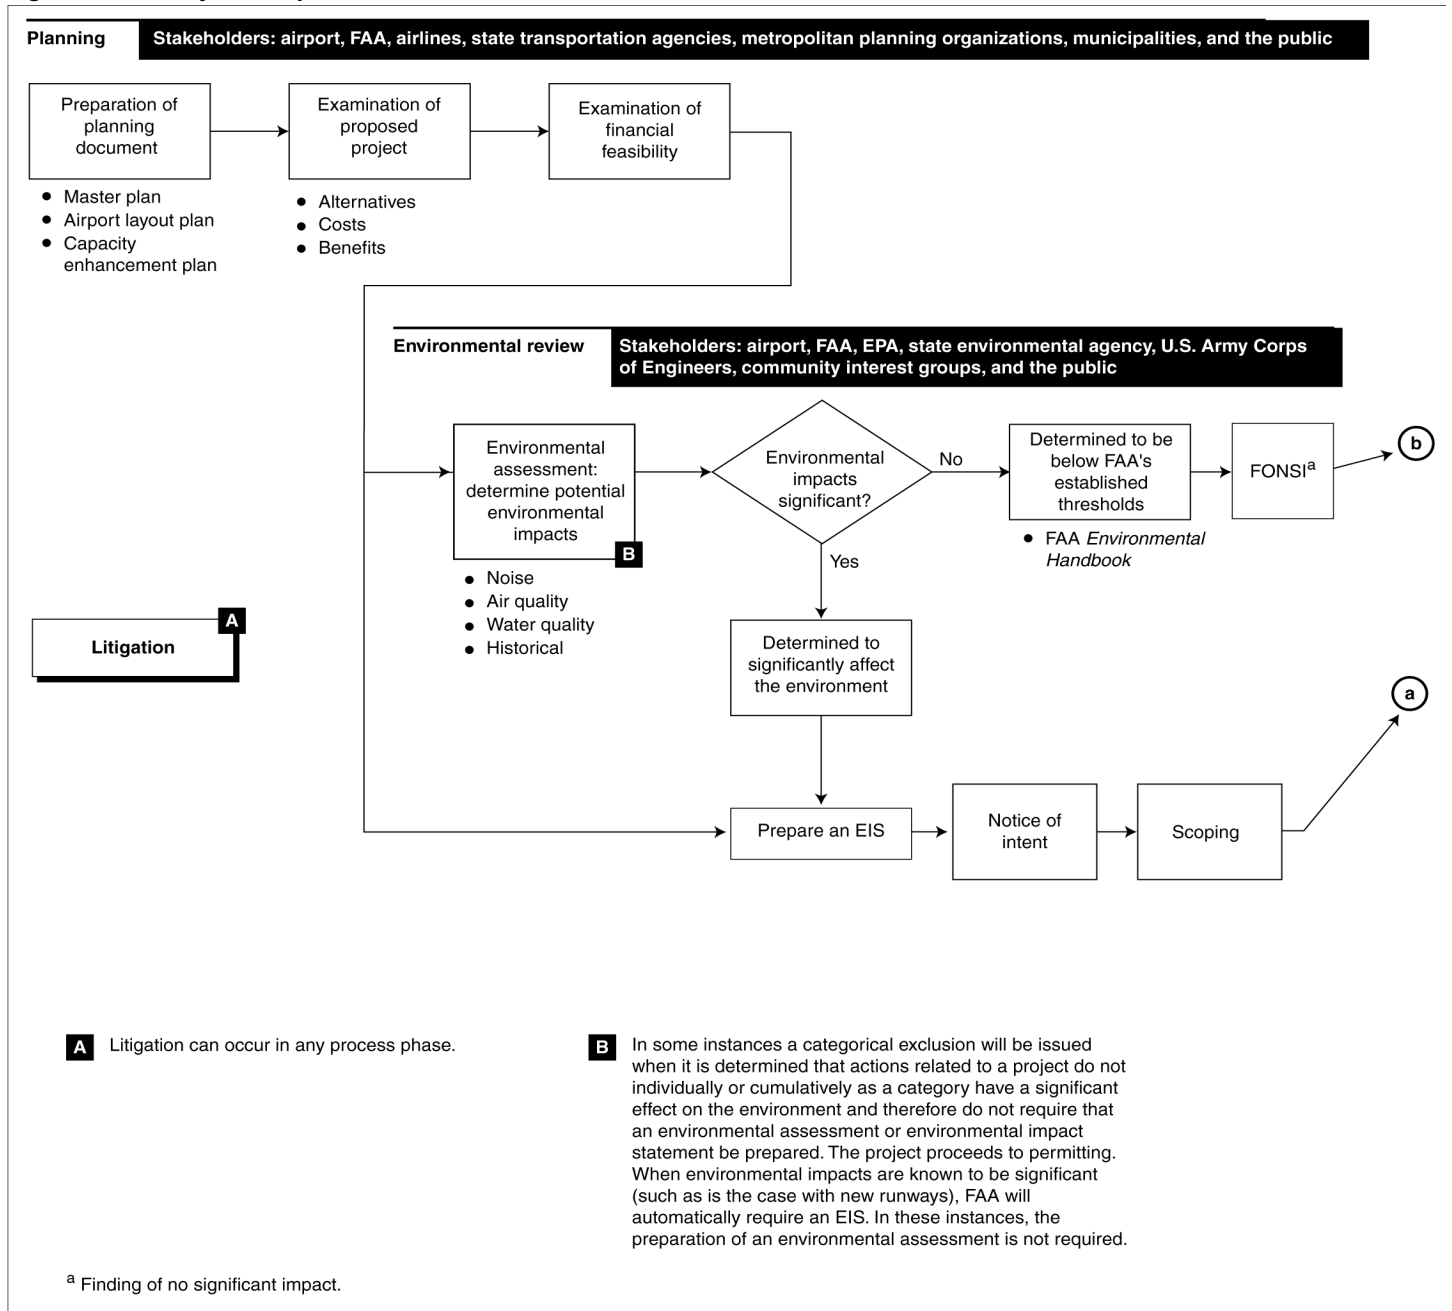 Planning
Stakeholders: airport, FAA, airlines, state transportation agencies, metropolitan planning organizations, municipalities, and the public
Preparation of
planning
document
Examination of
proposed
project
Examination of
financial
feasibility
● Master plan
● Airport layout plan
● Capacity
enhancement plan
● Alternatives
● Costs
● Benefits
Environmental review
Stakeholders: airport, FAA, EPA, state environmental agency, U.S. Army Corps
of Engineers, community interest groups, and the public
Environmental
assessment:
determine potential
environmental
impacts
B
● Noise
● Air quality
● Water quality
● Historical
Environmental
impacts
significant?
No
Determined to be
below FAA's
established
thresholds
● FAA Environmental
Handbook
FONSIa
b
Yes
Determined to
significantly affect
the environment
Litigation
A
Prepare an EIS
Notice of
intent
Scoping
a
A Litigation can occur in any process phase.
B In some instances a categorical exclusion will be issued
when it is determined that actions related to a project do not
individually or cumulatively as a category have a significant
effect on the environment and therefore do not require that
an environmental assessment or environmental impact
statement be prepared. The project proceeds to permitting.
When environmental impacts are known to be significant
(such as is the case with new runways), FAA will
automatically require an EIS. In these instances, the
preparation of an environmental assessment is not required.
a Finding of no significant impact.